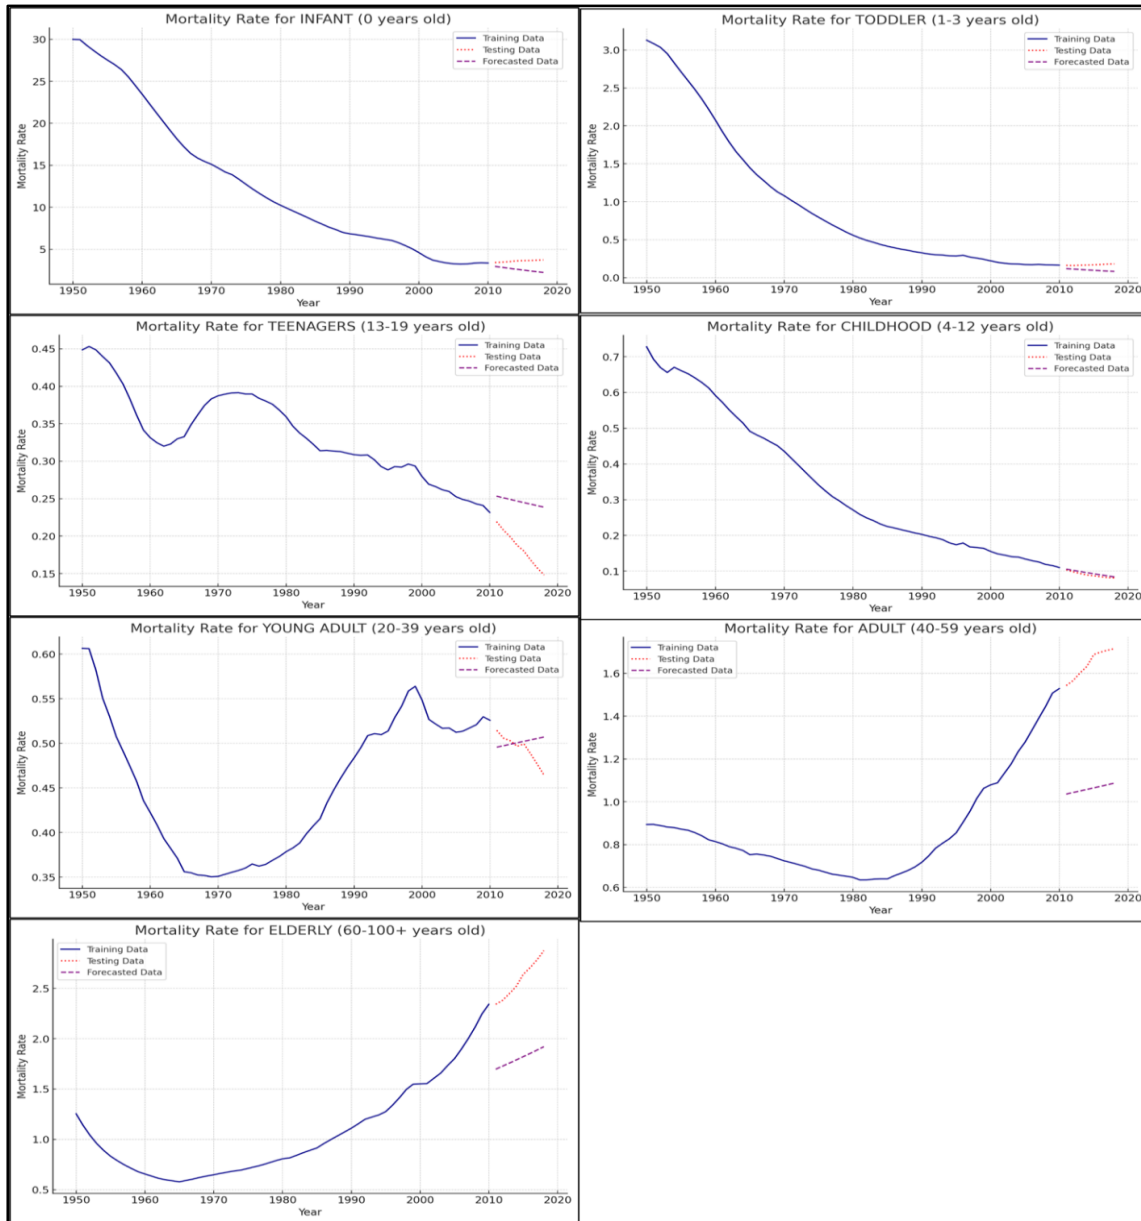 Mortality Rate for INFANT (0 years old)
Training Data
Testing Data
Forecasted Data
Mortality Rate
30
25
20
15
10
5
1950 1960 1970 1980 1990 2000 2010 2020
Year
Mortality Rate for TODDLER (1-3 years old)
Training Data
Testing Data
Forecasted Data
Mortality Rate
3.0
2.5
2.0
1.5
1.0
0.5
0.0
1950 1960 1970 1980 1990 2000 2010 2020
Year
Mortality Rate for TEENAGERS (13-19 years old)
Training Data
Testing Data
Forecasted Data
Mortality Rate
0.45
0.40
0.35
0.30
0.25
0.20
0.15
1950 1960 1970 1980 1990 2000 2010 2020
Year
Mortality Rate for CHILDHOOD (4-12 years old)
Training Data
Testing Data
Forecasted Data
Mortality Rate
0.7
0.6
0.5
0.4
0.3
0.2
0.1
1950 1960 1970 1980 1990 2000 2010 2020
Year
Mortality Rate for YOUNG ADULT (20-39 years old)
Training Data
Testing Data
Forecasted Data
Mortality Rate
0.60
0.55
0.50
0.45
0.40
0.35
1950 1960 1970 1980 1990 2000 2010 2020
Year
Mortality Rate for ADULT (40-59 years old)
Training Data
Testing Data
Forecasted Data
Mortality Rate
1.6
1.4
1.2
1.0
0.8
0.6
1950 1960 1970 1980 1990 2000 2010 2020
Year
Mortality Rate for ELDERLY (60-100+ years old)
Training Data
Testing Data
Forecasted Data
Mortality Rate
2.5
2.0
1.5
1.0
0.5
1950 1960 1970 1980 1990 2000 2010 2020
Year